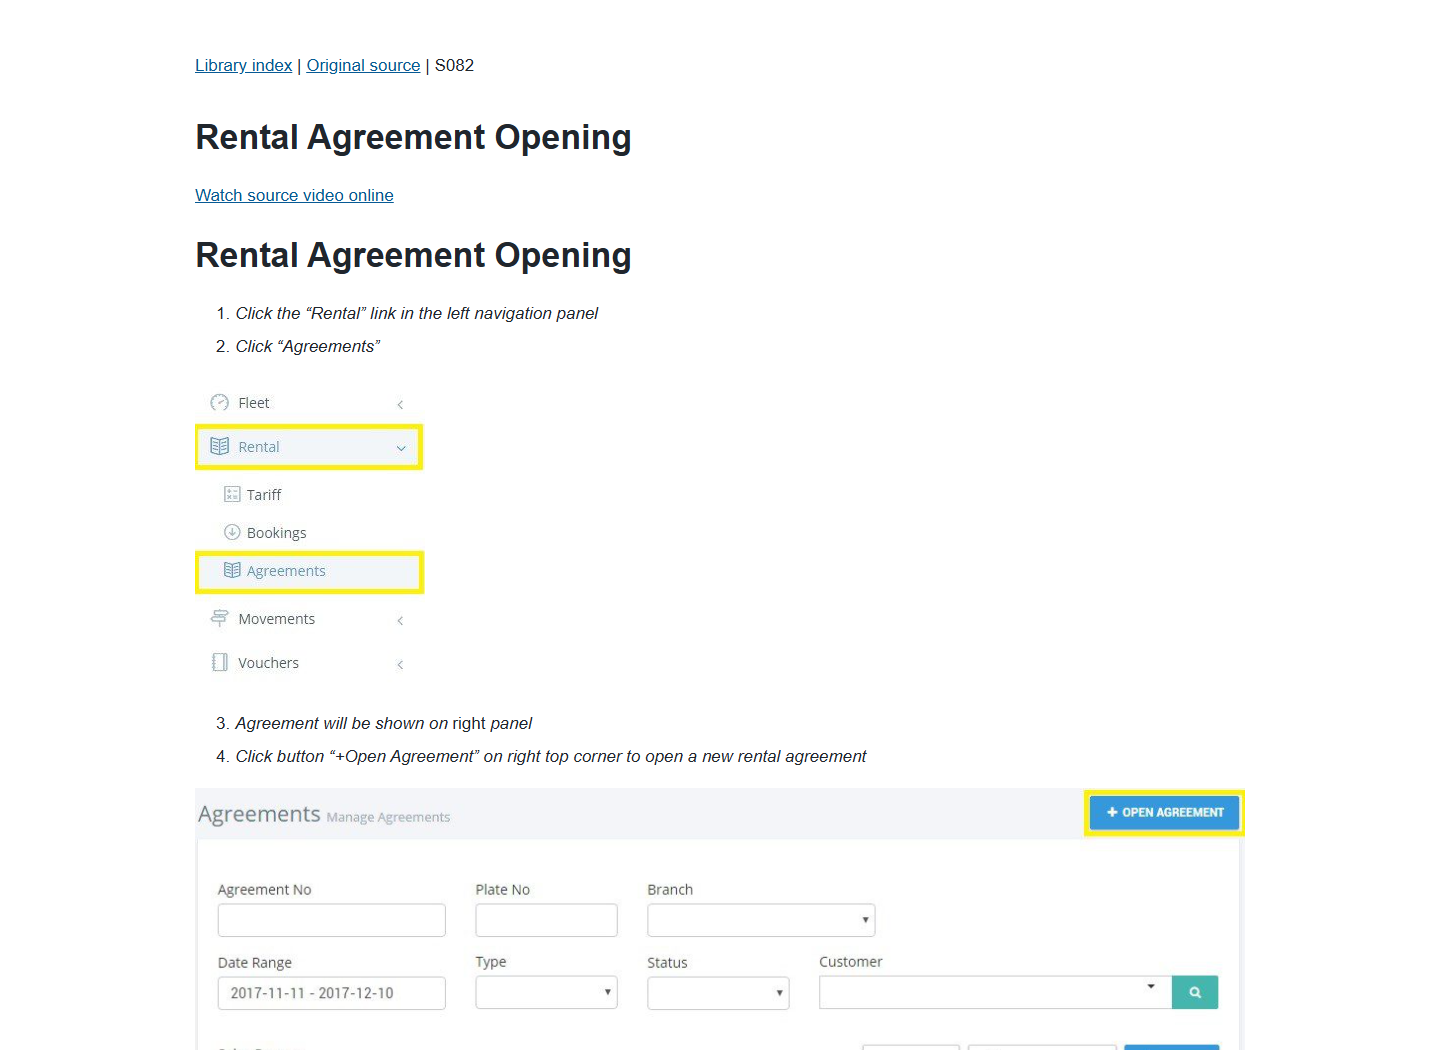 Library index | Original source | S082
Rental Agreement Opening
Watch source video online
Rental Agreement Opening
1. Click the “Rental” link in the left navigation panel
2. Click “Agreements”
Fleet
Rental
Tariff
Bookings
Agreements
Movements
Vouchers
3. Agreement will be shown on right panel
4. Click button “+Open Agreement” on right top corner to open a new rental agreement
Agreements Manage Agreements
+ OPEN AGREEMENT
Agreement No Plate No Branch
Date Range Type Status Customer
2017-11-11 - 2017-12-10